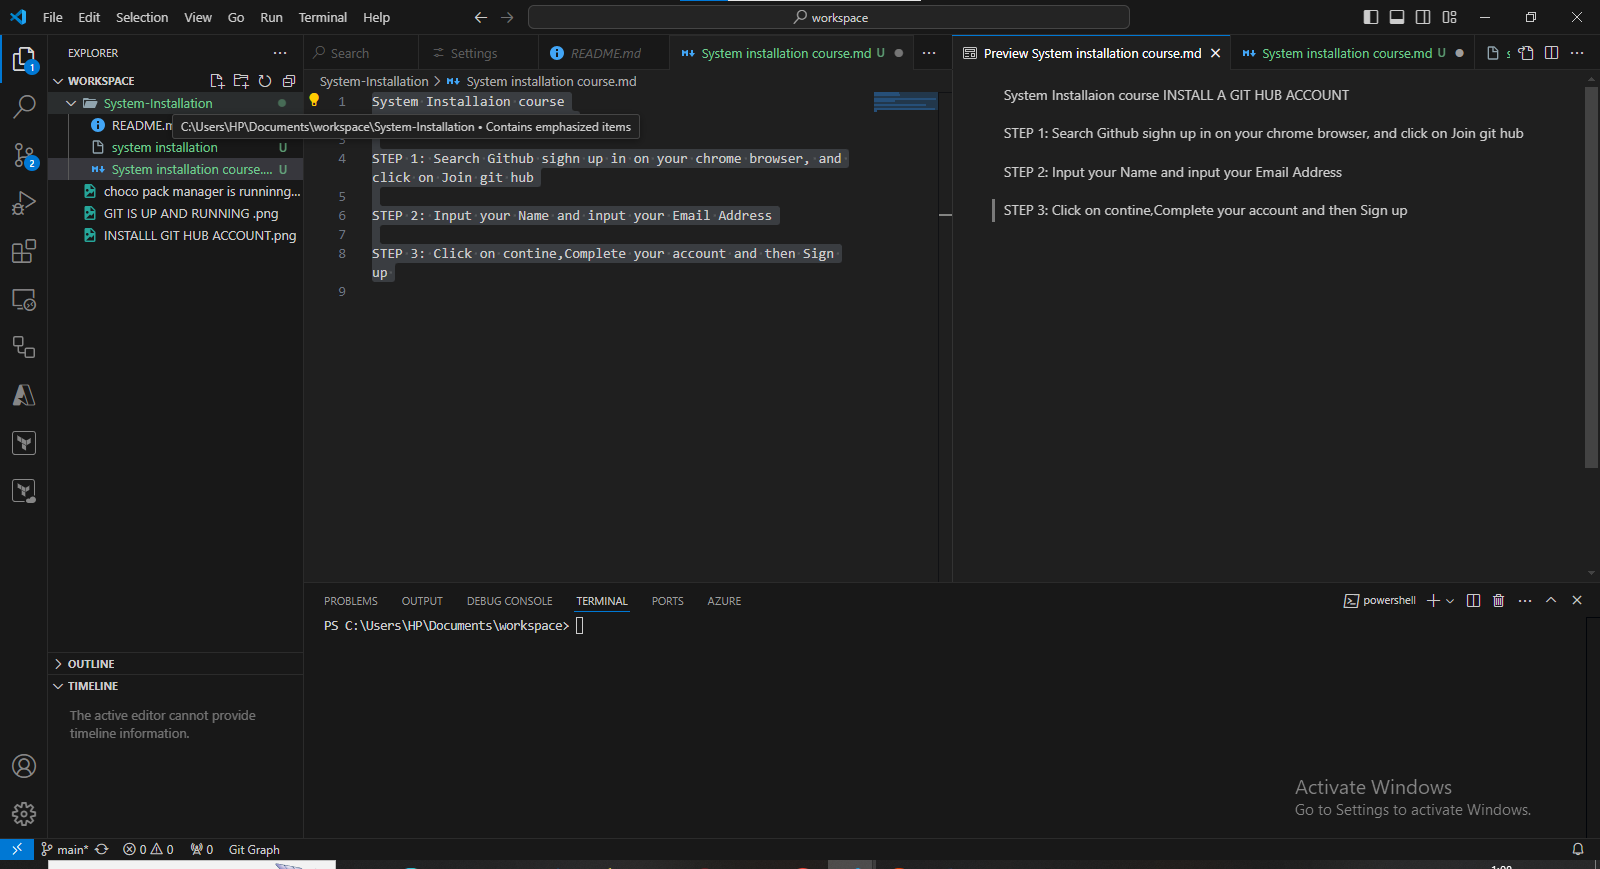 File Edit Selection View Go Run Terminal Help
workspace
EXPLORER
Search
Settings
README.md
System installation course.md U
Preview System installation course.md
System installation course.md U
s
WORKSPACE
System-Installation
README.m
system installation U
System installation course.... U
choco pack manager is runninng...
GIT IS UP AND RUNNING .png
INSTALLL GIT HUB ACCOUNT.png
C:\Users\HP\Documents\workspace\System-Installation • Contains emphasized items
System-Installation > System installation course.md
1 System Installaion course
3
4 STEP 1: Search Github sighn up in on your chrome browser, and
click on Join git hub
5
6 STEP 2: Input your Name and input your Email Address
7
8 STEP 3: Click on contine,Complete your account and then Sign
up
9
System Installaion course INSTALL A GIT HUB ACCOUNT
STEP 1: Search Github sighn up in on your chrome browser, and click on Join git hub
STEP 2: Input your Name and input your Email Address
STEP 3: Click on contine,Complete your account and then Sign up
PROBLEMS OUTPUT DEBUG CONSOLE TERMINAL PORTS AZURE
powershell
PS C:\Users\HP\Documents\workspace>
OUTLINE
TIMELINE
The active editor cannot provide
timeline information.
Activate Windows
Go to Settings to activate Windows.
1
2
main* 0 0 0 Git Graph